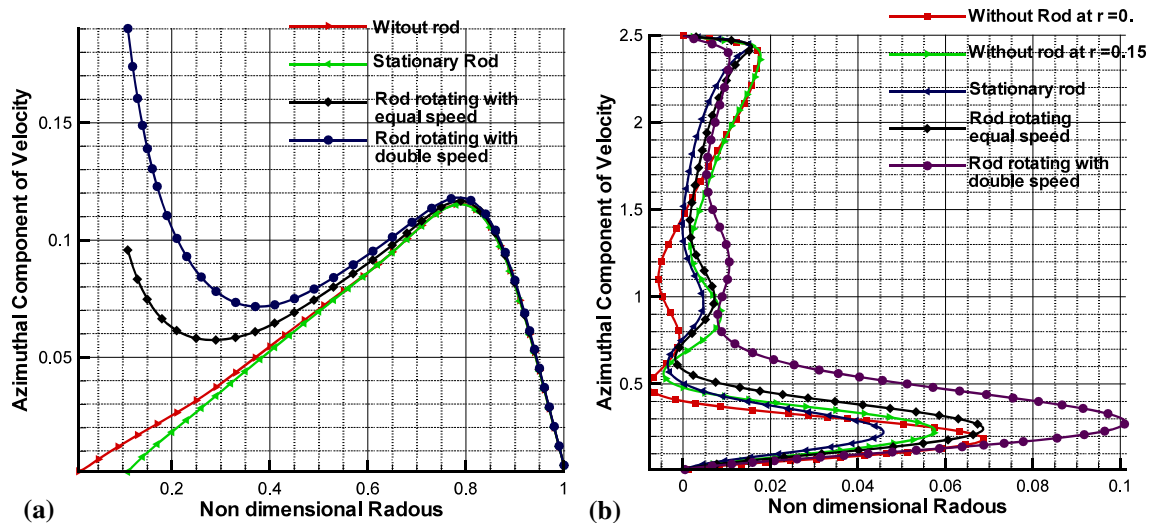 Azimuthal Component of Velocity
0.15
0.1
0.05
Witout rod
Stationary Rod
Rod rotating with
equal speed
Rod rotating with
double speed
0.2
0.4
0.6
0.8
1
Non dimensional Radous
(a)
Azimuthal Component of Velocity
2.5
2
1.5
1
0.5
Without Rod at r =0.
Without rod at r =0.15
Stationary rod
Rod rotating
equal speed
Rod rotating with
double speed
0
0.02
0.04
0.06
0.08
0.1
Non dimensional Radous
(b)